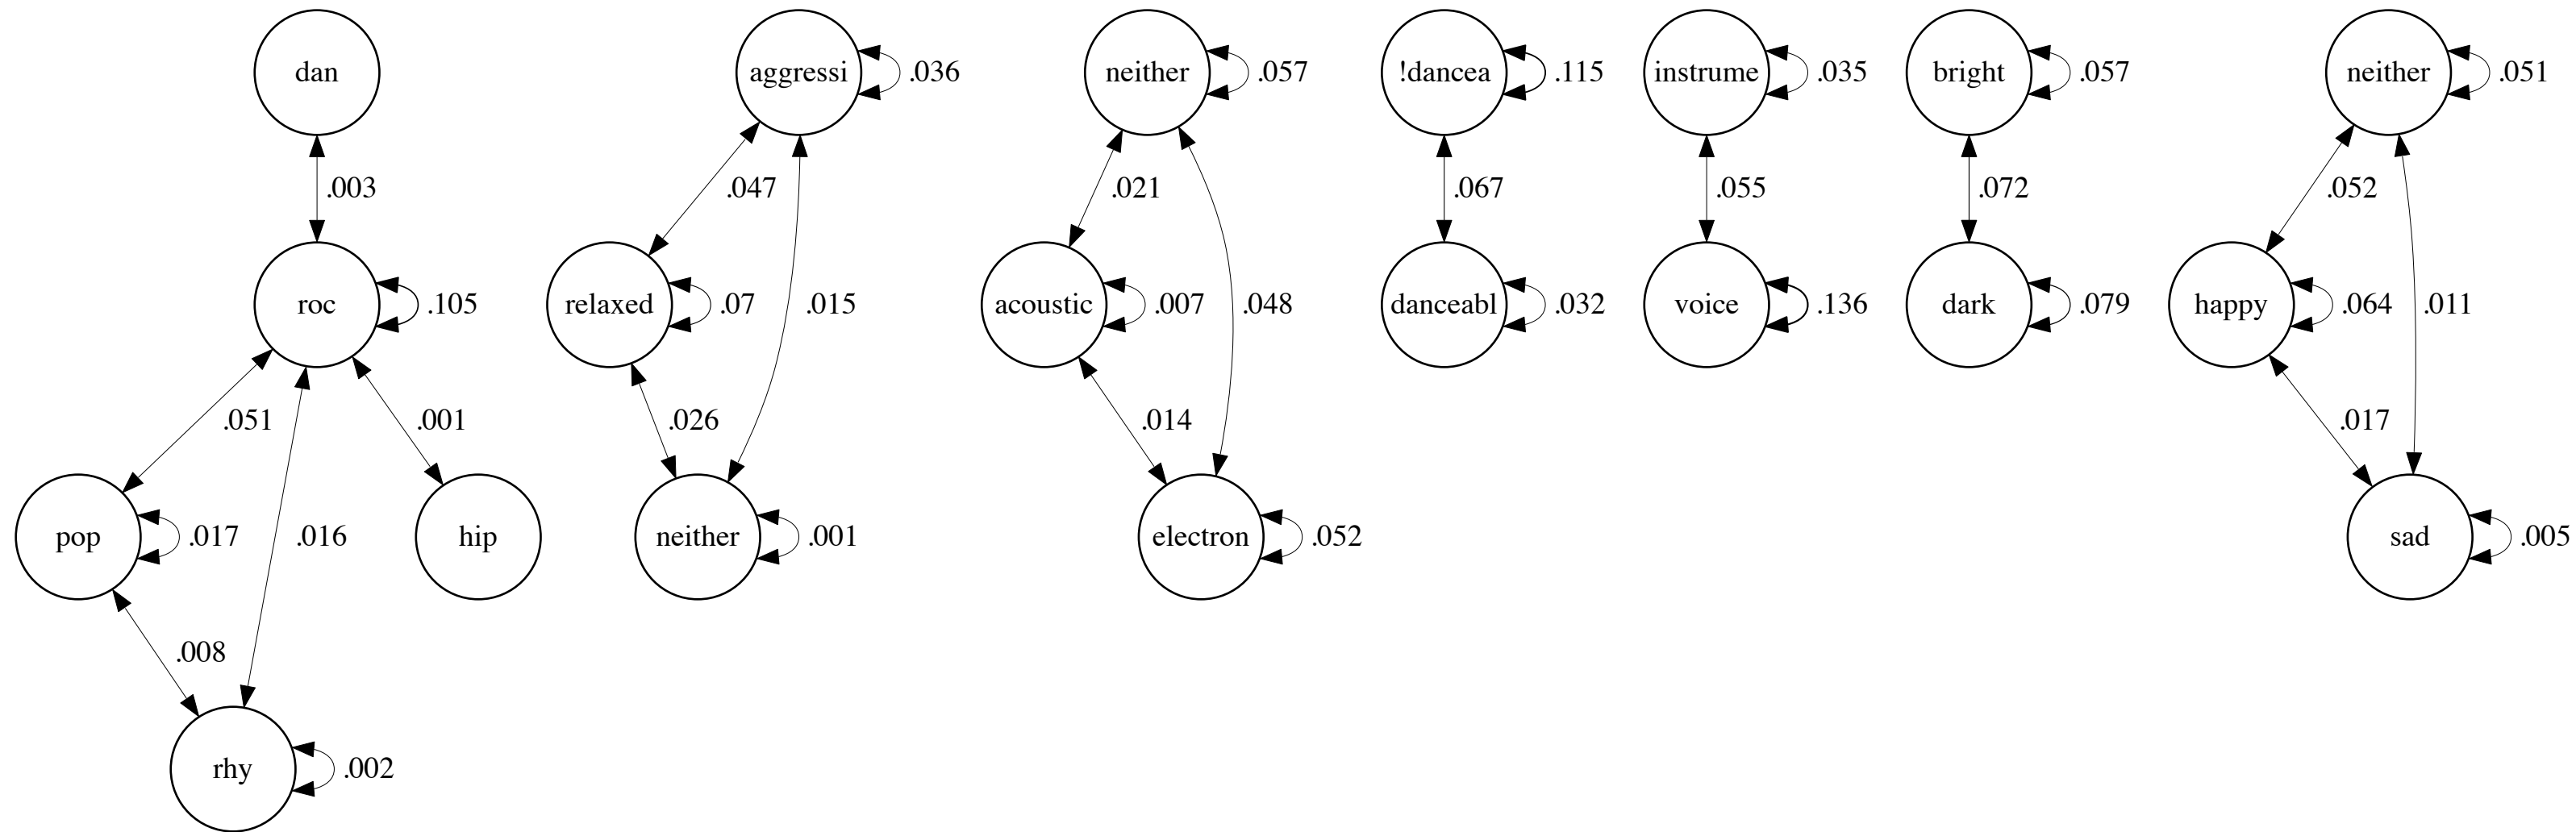 dan
aggressi
.036
neither
.057
!dancea
.115
instrume
.035
bright
.057
neither
.051
.003
.047
.021
.067
.055
.072
.052
roc
.105
relaxed
.07
.015
acoustic
.007
.048
danceabl
.032
voice
.136
dark
.079
happy
.064
.011
.051
.001
.026
.014
.017
pop
.017
.016
hip
neither
.001
electron
.052
sad
.005
.008
rhy
.002